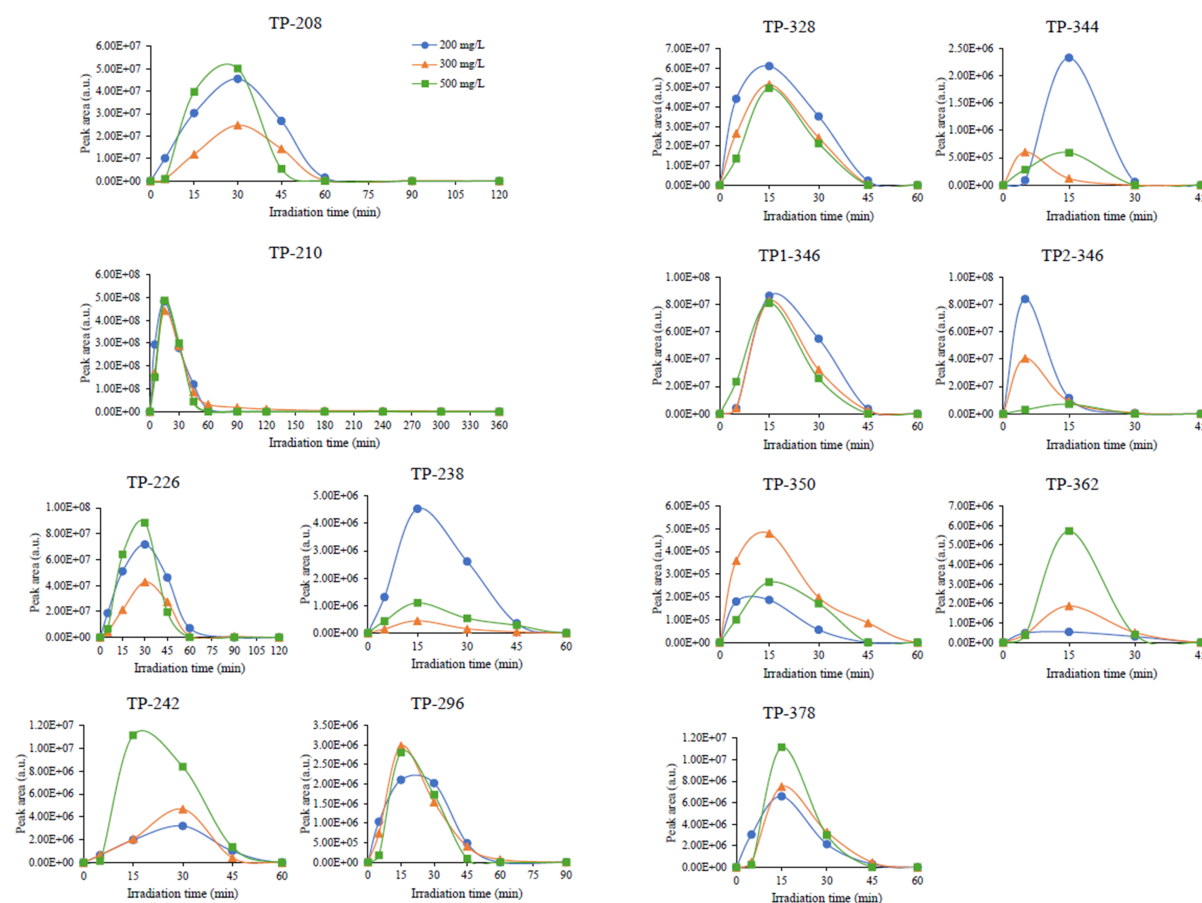 TP-208
6.00E+07
5.00E+07
4.00E+07
3.00E+07
2.00E+07
1.00E+07
0.00E+00
Peak area (a.u.)
0 15 30 45 60 75 90 105 120
Irradiation time (min)
200 mg/L
300 mg/L
500 mg/L
TP-328
7.00E+07
6.00E+07
5.00E+07
4.00E+07
3.00E+07
2.00E+07
1.00E+07
0.00E+00
Peak area (a.u.)
0 15 30 45 60
Irradiation time (min)
TP-344
2.50E+06
2.00E+06
1.50E+06
1.00E+06
5.00E+05
0.00E+00
Peak area (a.u.)
0 15 30
Irradiation time (min)
TP-210
6.00E+08
5.00E+08
4.00E+08
3.00E+08
2.00E+08
1.00E+08
0.00E+00
Peak area (a.u.)
0 30 60 90 120 180 240 300 360
Irradiation time (min)
TP1-346
1.00E+08
8.00E+07
6.00E+07
4.00E+07
2.00E+07
0.00E+00
Peak area (a.u.)
0 15 30 45 60
Irradiation time (min)
TP2-346
1.00E+08
8.00E+07
6.00E+07
4.00E+07
2.00E+07
0.00E+00
Peak area (a.u.)
0 15 30
Irradiation time (min)
TP-226
1.00E+08
8.00E+07
6.00E+07
4.00E+07
2.00E+07
0.00E+00
Peak area (a.u.)
0 15 30 45 60 75 90 105 120
Irradiation time (min)
TP-238
5.00E+06
4.00E+06
3.00E+06
2.00E+06
1.00E+06
0.00E+00
Peak area (a.u.)
0 15 30 45 60
Irradiation time (min)
TP-350
6.00E+05
5.00E+05
4.00E+05
3.00E+05
2.00E+05
1.00E+05
0.00E+00
Peak area (a.u.)
0 15 30 45 60
Irradiation time (min)
TP-362
7.00E+06
6.00E+06
5.00E+06
4.00E+06
3.00E+06
2.00E+06
1.00E+06
0.00E+00
Peak area (a.u.)
0 15 30
Irradiation time (min)
TP-242
1.20E+07
1.00E+07
8.00E+06
6.00E+06
4.00E+06
2.00E+06
0.00E+00
Peak area (a.u.)
0 15 30 45 60
Irradiation time (min)
TP-296
3.50E+06
3.00E+06
2.50E+06
2.00E+06
1.50E+06
1.00E+06
5.00E+05
0.00E+00
Peak area (a.u.)
0 15 30 45 60 75 90
Irradiation time (min)
TP-378
1.20E+07
1.00E+07
8.00E+06
6.00E+06
4.00E+06
2.00E+06
0.00E+00
Peak area (a.u.)
0 15 30 45 60
Irradiation time (min)